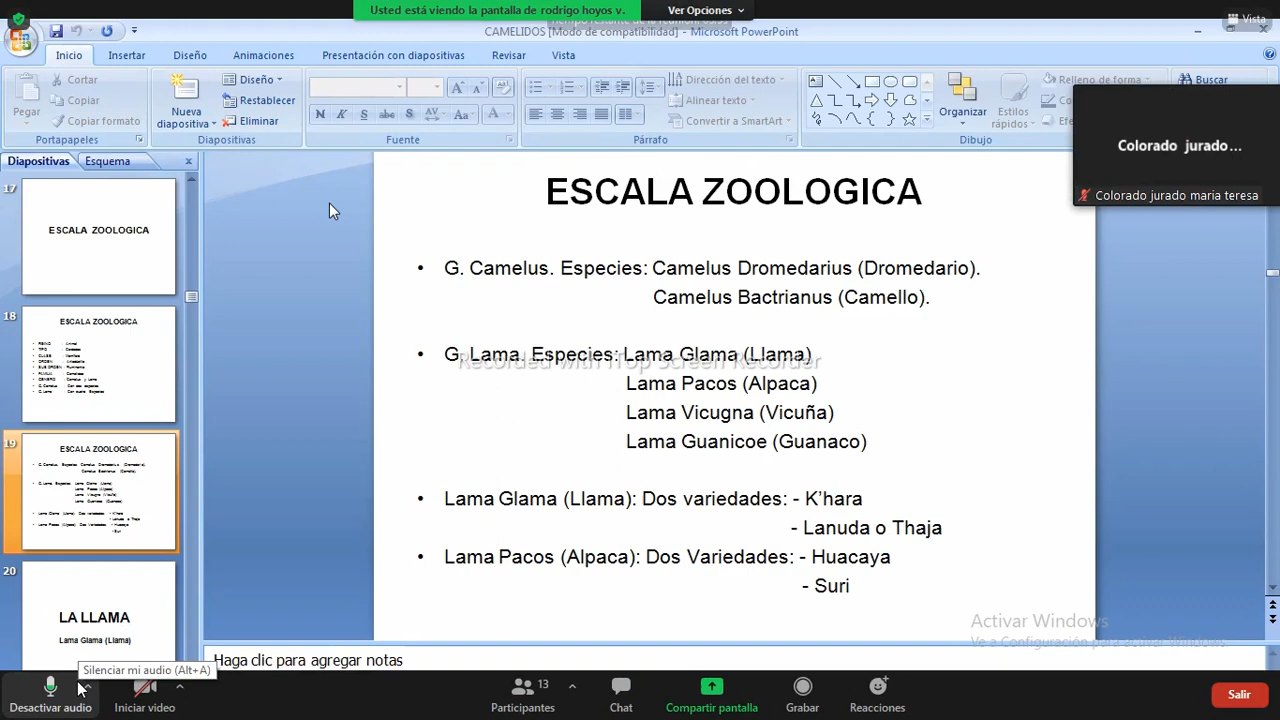 Usted está viendo la pantalla de rodrigo hoyos v.
Ver Opciones
Vista
CAMELIDOS [Modo de compatibilidad] - Microsoft PowerPoint
Inicio
Insertar
Diseño
Animaciones
Presentación con diapositivas
Revisar
Vista
Pegar
Cortar
Copiar
Copiar formato
Portapapeles
Nueva
diapositiva
Diseño
Restablecer
Eliminar
Diapositivas
Fuente
Dirección del texto
Alinear texto
Convertir a SmartArt
Párrafo
Organizar
Estilos
rápidos
Relleno de forma
Dibujo
Buscar
Colorado jurado...
Colorado jurado maria teresa
Diapositivas
Esquema
17
ESCALA ZOOLOGICA
18
ESCALA ZOOLOGICA
19
ESCALA ZOOLOGICA
20
LA LLAMA
Lama Glama (Llama)
ESCALA ZOOLOGICA
• G. Camelus. Especies: Camelus Dromedarius (Dromedario).
Camelus Bactrianus (Camello).
• G. Lama. Especies: Lama Glama (Llama)
Lama Pacos (Alpaca)
Lama Vicugna (Vicuña)
Lama Guanicoe (Guanaco)
• Lama Glama (Llama): Dos variedades: - K’hara
- Lanuda o Thaja
• Lama Pacos (Alpaca): Dos Variedades: - Huacaya
- Suri
Recorded with iTop Screen Recorder
Activar Windows
Ve a Configuración para activar Windows.
Haga clic para agregar notas
Silenciar mi audio (Alt+A)
Desactivar audio
Iniciar video
13
Participantes
Chat
Compartir pantalla
Grabar
Reacciones
Salir